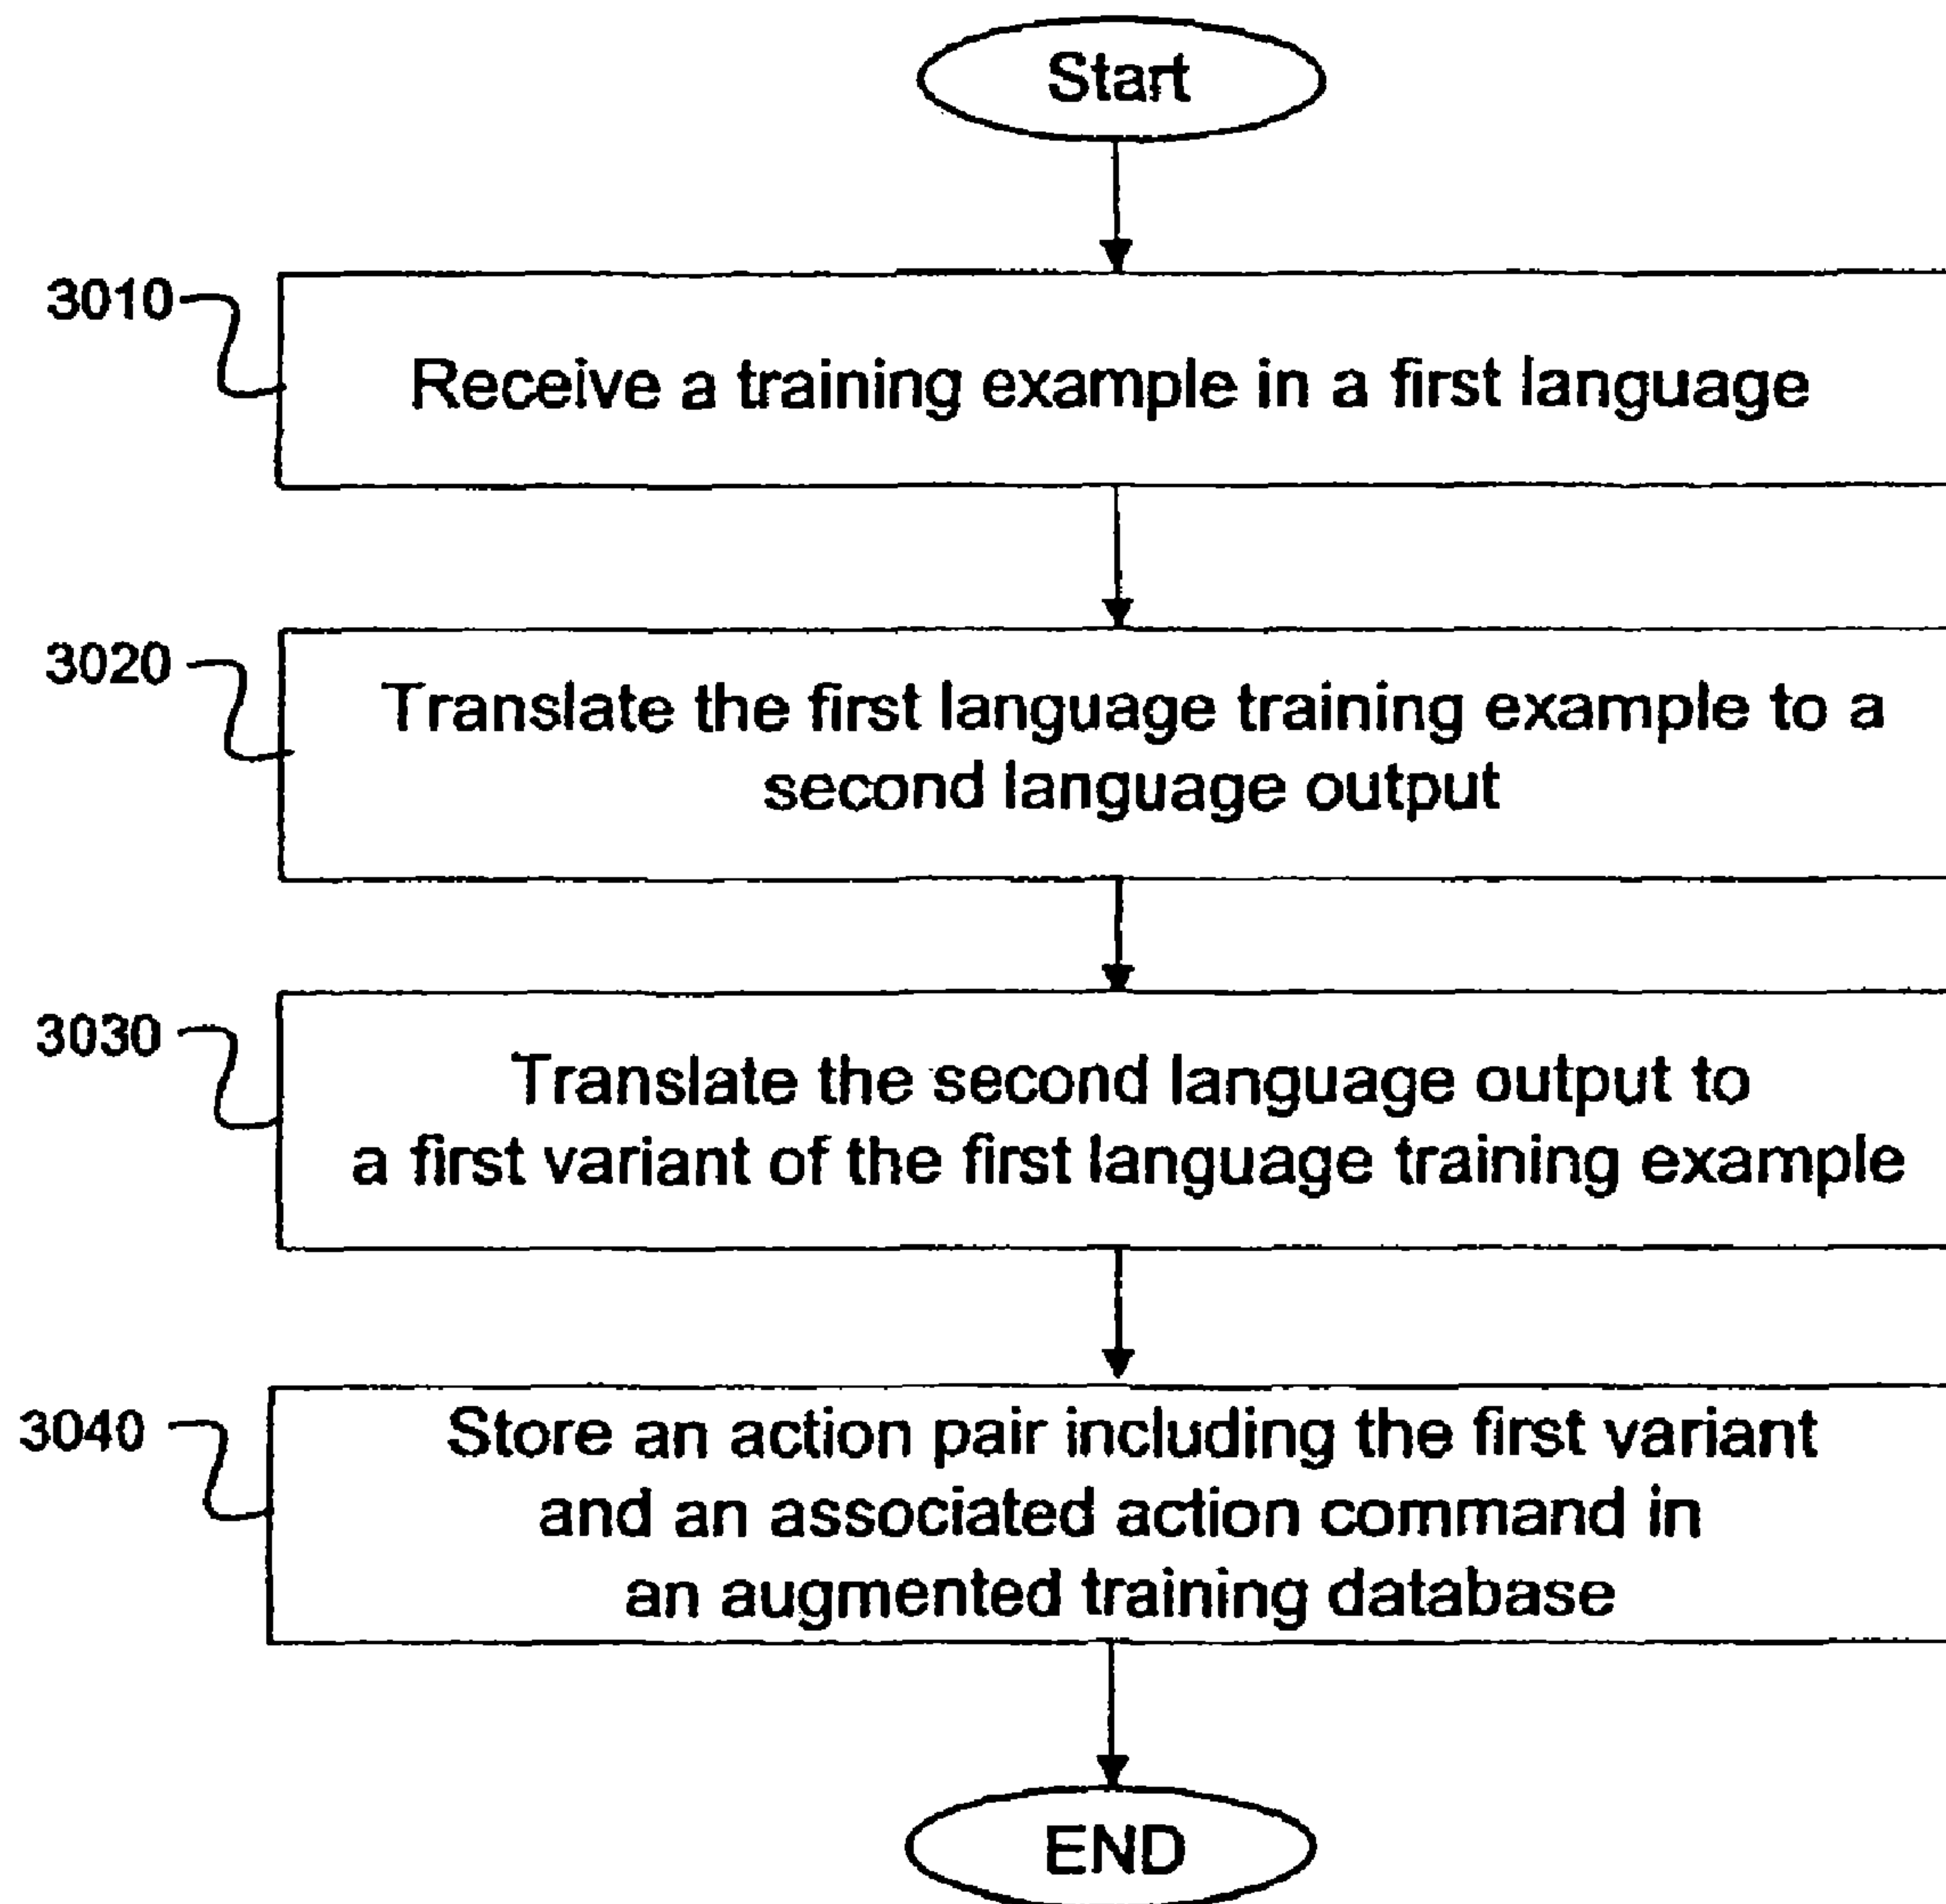 Start
3010
Receive a training example in a first language
3020
Translate the first language training example to a
second language output
3030
Translate the second language output to
a first variant of the first language training example
3040
Store an action pair including the first variant
and an associated action command in
an augmented training database
END